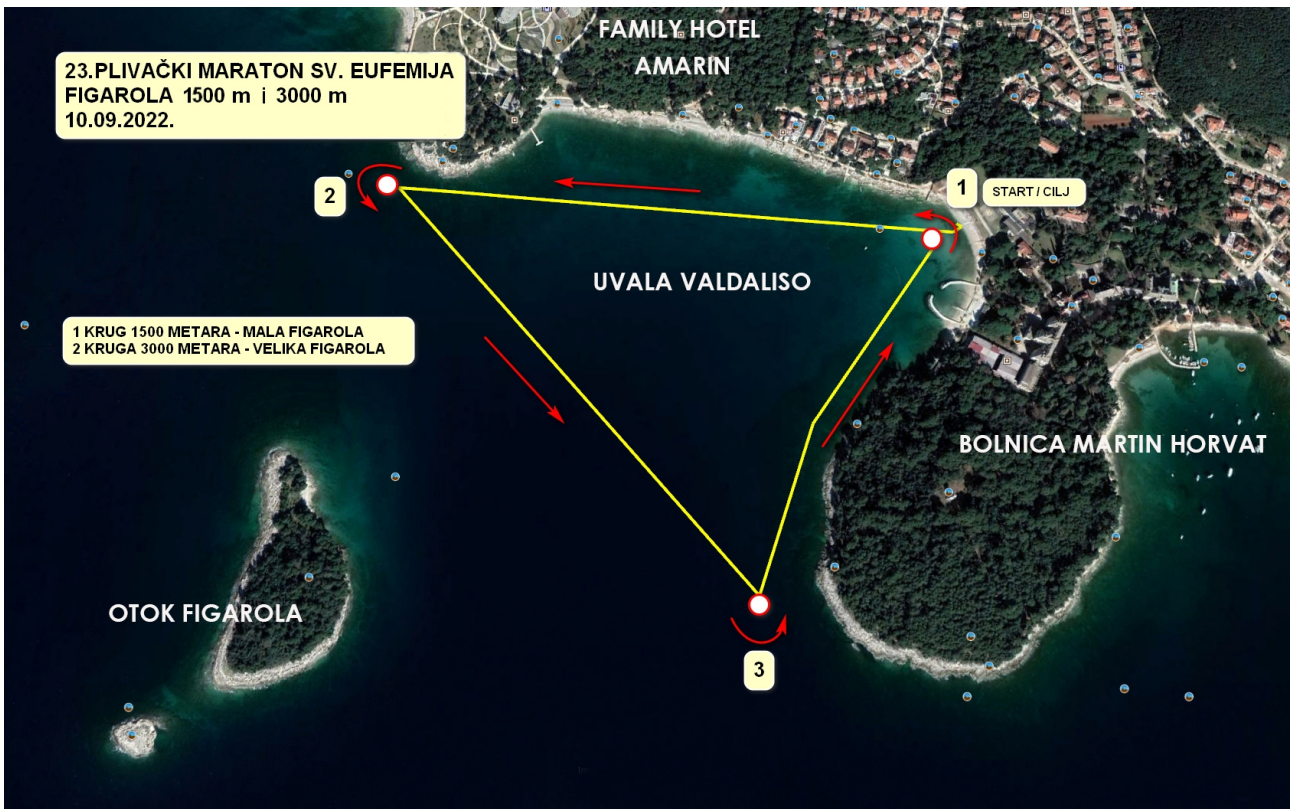 FAMILY HOTEL
AMARIN
23.PLIVAČKI MARATON SV. EUFEMIJA
FIGAROLA 1500 m i 3000 m
10.09.2022.
2
1
START / CILJ
UVALA VALDALISO
1 KRUG 1500 METARA - MALA FIGAROLA
2 KRUGA 3000 METARA - VELIKA FIGAROLA
BOLNICA MARTIN HORVAT
OTOK FIGAROLA
3